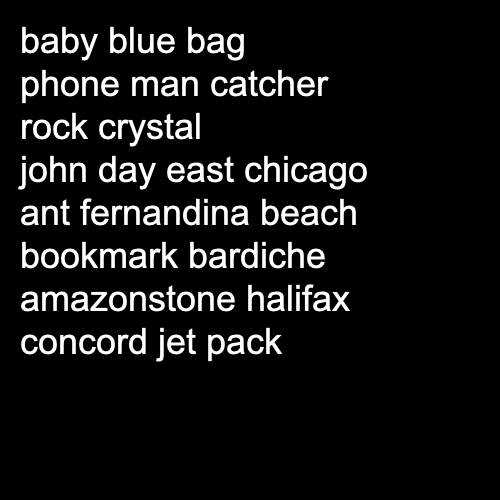 baby blue bag
phone man catcher
rock crystal
john day east chicago
ant fernandina beach
bookmark bardiche
amazonstone halifax
concord jet pack